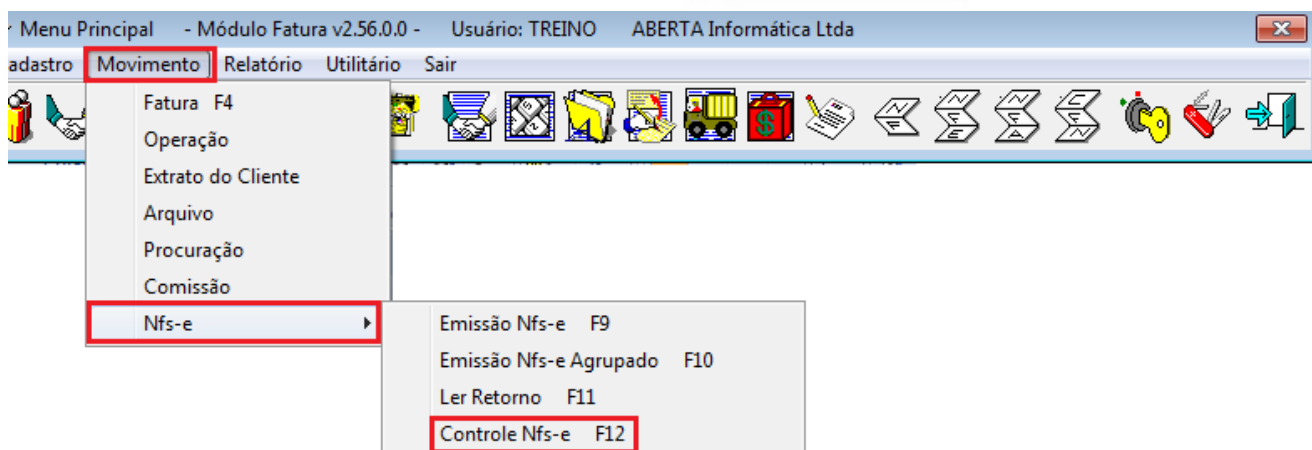 Menu Principal - Módulo Fatura v2.56.0.0 - Usuário: TREINO ABERTA Informática Ltda
adastro Movimento Relatório Utilitário Sair
Fatura F4
Operação
Extrato do Cliente
Arquivo
Procuração
Comissão
Nfs-e
Emissão Nfs-e F9
Emissão Nfs-e Agrupado F10
Ler Retorno F11
Controle Nfs-e F12